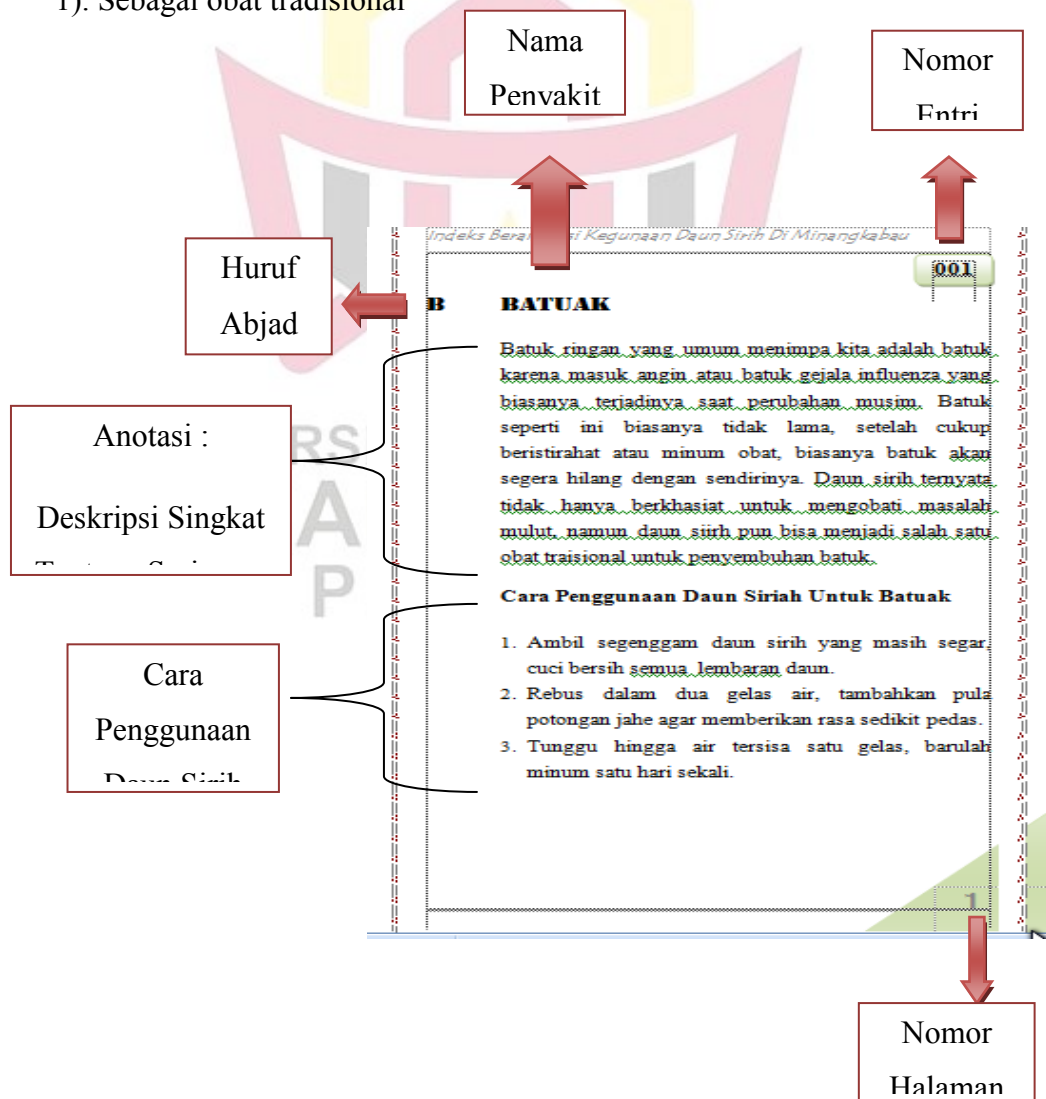 1). Sebagai obat tradisional
Nama
Penyakit
Nomor
Entri
Indeks Kegunaan Daun Sirih Di Minangkabau
001
Huruf
Abjad
B BATUAK
Batuk ringan yang umum menimpa kita adalah batuk
karena masuk angin atau batuk gejala influenza yang
biasanya terjadinya saat perubahan musim. Batuk
seperti ini biasanya tidak lama, setelah cukup
beristirahat atau minum obat, biasanya batuk akan
segera hilang dengan sendirinya. Daun sirih ternyata
tidak hanya berkhasiat untuk mengobati masalah
mulut, namun daun siirh pun bisa menjadi salah satu
obat traisional untuk penyembuhan batuk.
Anotasi :
Deskripsi Singkat
RS
A
P
Cara Penggunaan Daun Siriah Untuk Batuak
1. Ambil segenggam daun sirih yang masih segar,
cuci bersih semua lembaran daun.
2. Rebus dalam dua gelas air, tambahkan pula
potongan jahe agar memberikan rasa sedikit pedas.
3. Tunggu hingga air tersisa satu gelas, barulah
minum satu hari sekali.
Cara
Penggunaan
Daun Sirih
1
Nomor
Halaman